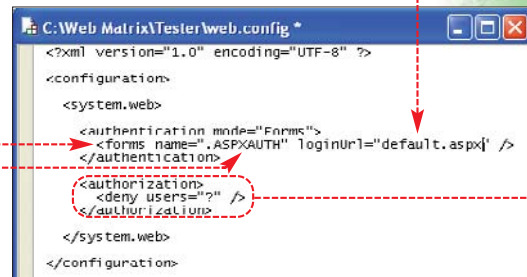 C:\Web Matrix\Tester\web.config *
<?xml version="1.0" encoding="UTF-8" ?>
<configuration>
<system.web>
<authentication mode="Forms">
<forms name=".ASPXAUTH" loginUrl="default.aspx" />
</authentication>
<authorization>
<deny users="?" />
</authorization>
</system.web>
</configuration>